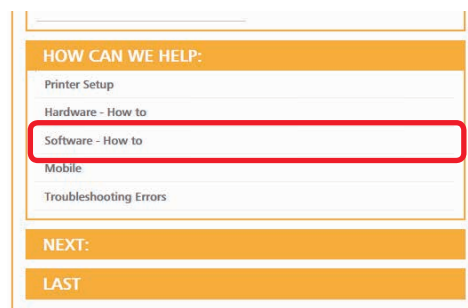 HOW CAN WE HELP:
Printer Setup
Hardware - How to
Software - How to
Mobile
Troubleshooting Errors
NEXT:
LAST